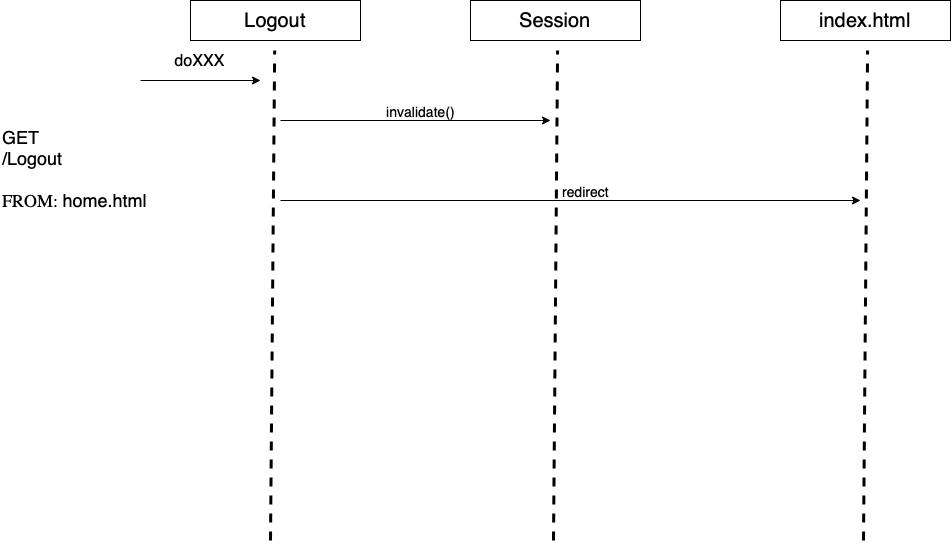 Logout
Session
index.html
doXXX
invalidate()
GET
/Logout
redirect
FROM: home.html